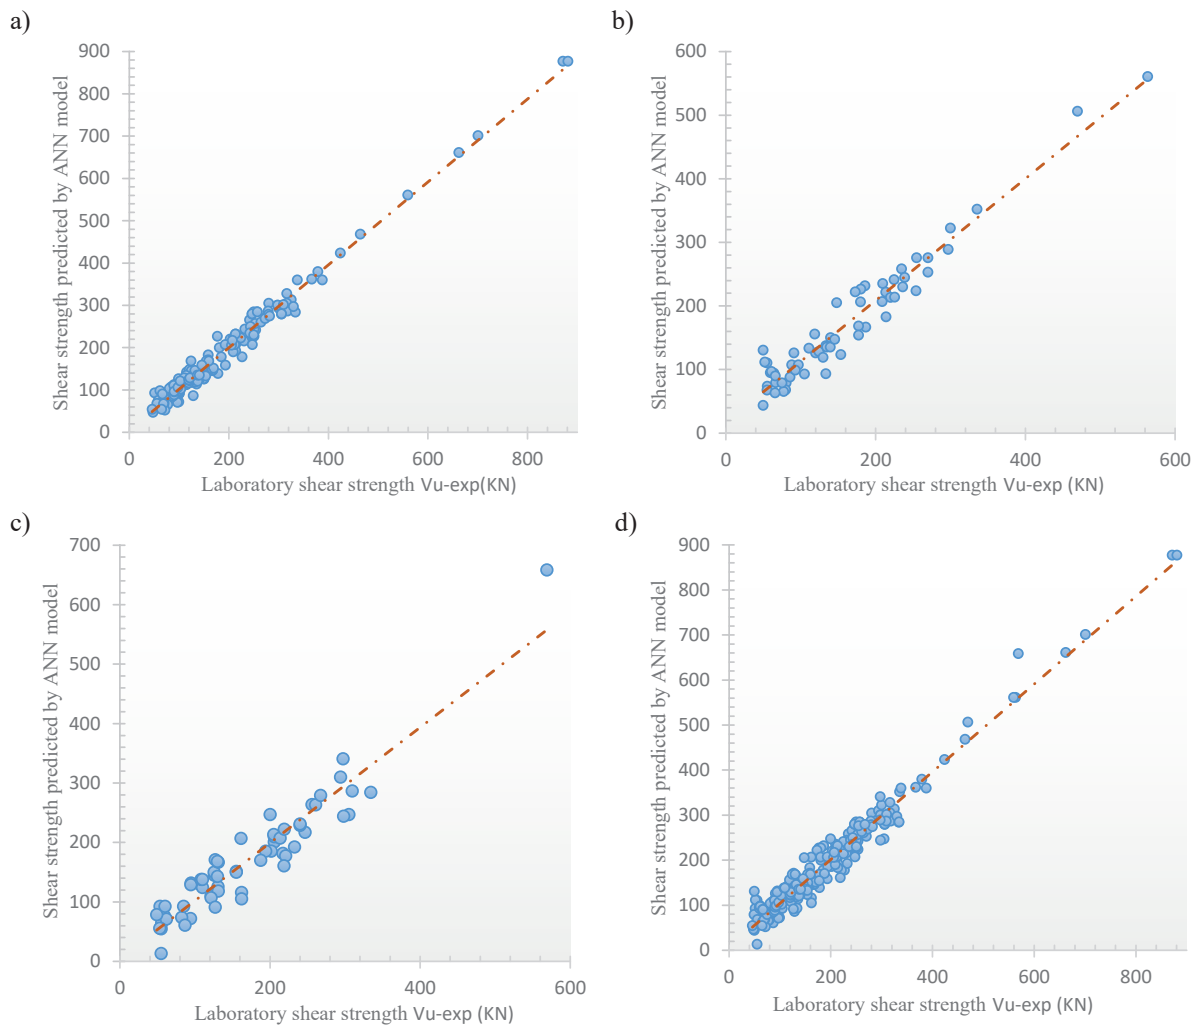 a)
Shear strength predicted by ANN model
900
800
700
600
500
400
300
200
100
0
0 200 400 600 800
Laboratory shear strength Vu-exp(KN)
b)
Shear strength predicted by ANN model
600
500
400
300
200
100
0
0 200 400 600
Laboratory shear strength Vu-exp (KN)
c)
Shear strength predicted by ANN model
700
600
500
400
300
200
100
0
0 200 400 600
Laboratory shear strength Vu-exp (KN)
d)
Shear strength predicted by ANN model
900
800
700
600
500
400
300
200
100
0
0 200 400 600 800
Laboratory shear strength Vu-exp (KN)